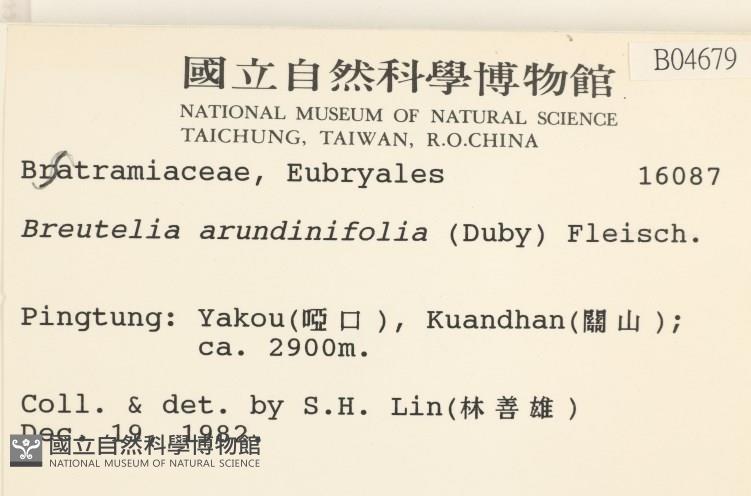 國立自然科學博物館
B04679
NATIONAL MUSEUM OF NATURAL SCIENCE
TAICHUNG, TAIWAN, R.O.CHINA
Bratramiaceae, Eubryales 16087
Breutelia arundinifolia (Duby) Fleisch.
Pingtung: Yakou(啞口), Kuandhan(關山);
ca. 2900m.
Coll. & det. by S.H. Lin(林善雄)
Dec. 19, 1982.
國立自然科學博物館
NATIONAL MUSEUM OF NATURAL SCIENCE